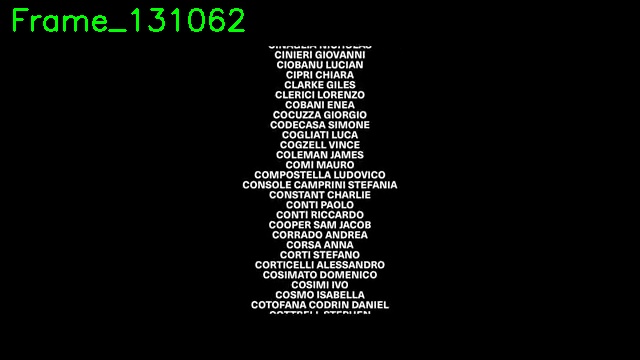 Frame_131062
CINIERI GIOVANNI
CIOBANU LUCIAN
CIPRI CHIARA
CLARKE GILES
CLERICI LORENZO
COBANI ENEA
COCUZZA GIORGIO
CODECASA SIMONE
COGLIATI LUCA
COGZELL VINCE
COLEMAN JAMES
COMI MAURO
COMPOSTELLA LUDOVICO
CONSOLE CAMPRINI STEFANIA
CONSTANT CHARLIE
CONTI PAOLO
CONTI RICCARDO
COOPER SAM JACOB
CORRADO ANDREA
CORSA ANNA
CORTI STEFANO
CORTICELLI ALESSANDRO
COSIMATO DOMENICO
COSIMI IVO
COSMO ISABELLA
COTOFANA CODRIN DANIEL